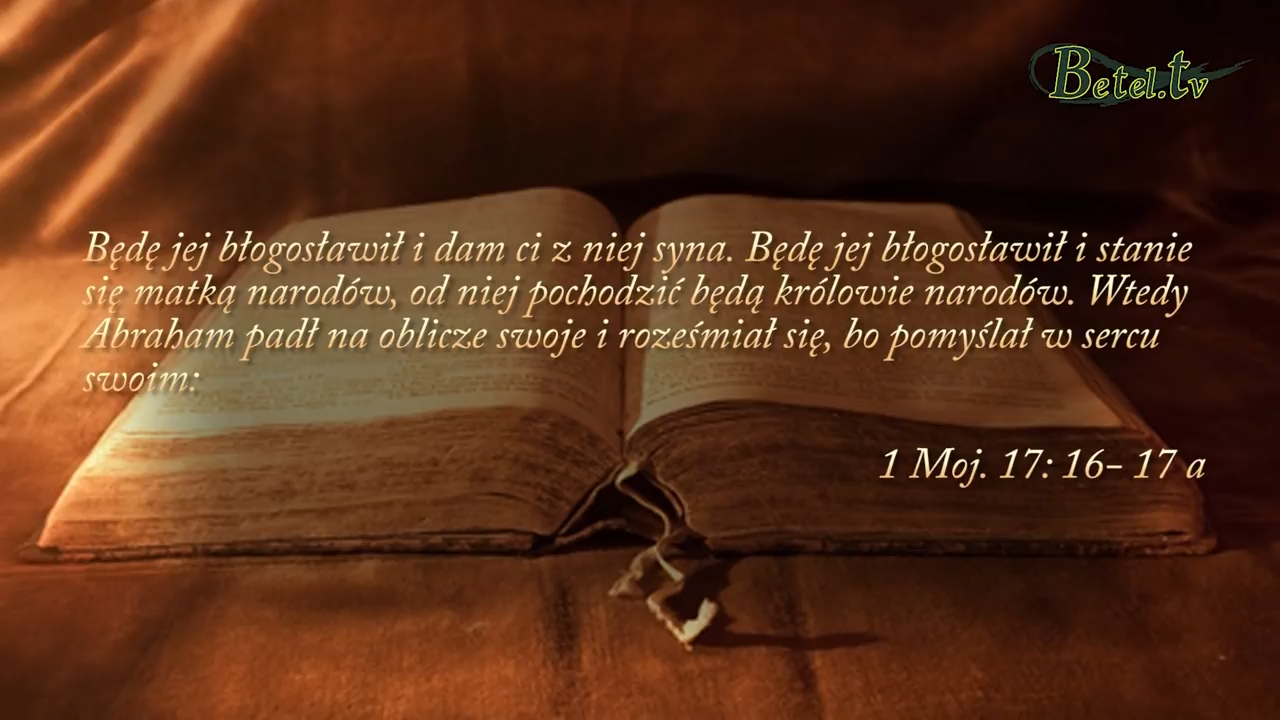 Betel.tv
Będę jej błogosławił i dam ci z niej syna. Będę jej błogosławił i stanie
się matką narodów, od niej pochodzić będą królowie narodów. Wtedy
Abraham padł na oblicze swoje i roześmiał się, bo pomyślał w sercu
swoim:
1 Moj. 17: 16- 17 a